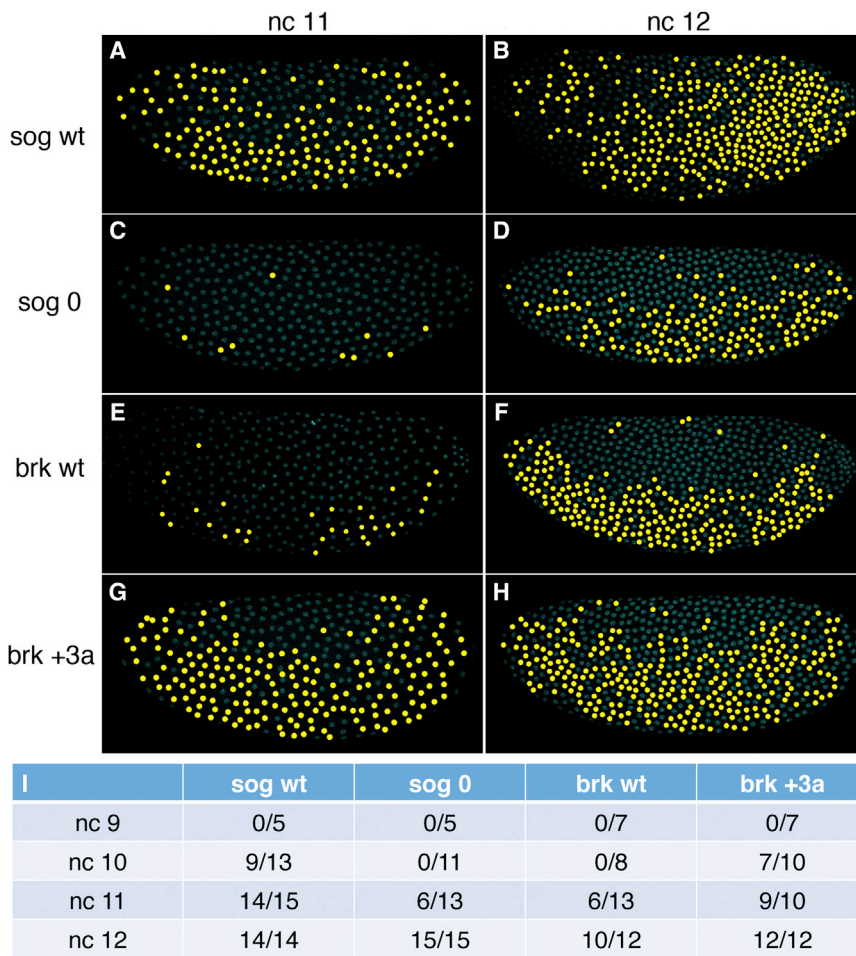 nc 11 nc 12
A B
sog wt
C D
sog 0
E F
brk wt
G H
brk +3a
I sog wt sog 0 brk wt brk +3a
nc 9 0/5 0/5 0/7 0/7
nc 10 9/13 0/11 0/8 7/10
nc 11 14/15 6/13 6/13 9/10
nc 12 14/14 15/15 10/12 12/12